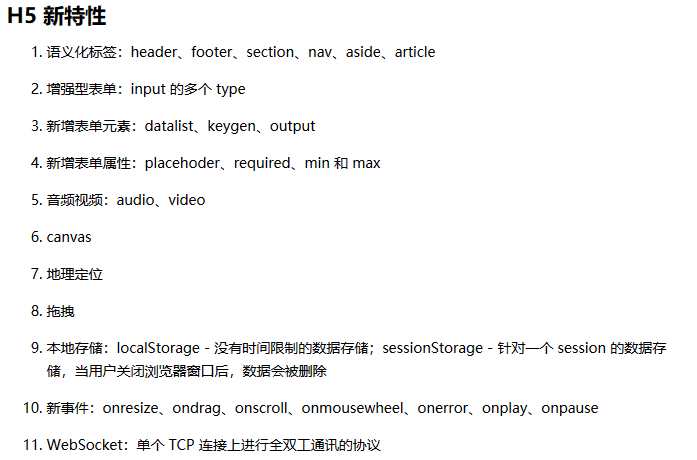 H5 新特性
1. 语义化标签：header、footer、section、nav、aside、article
2. 增强型表单：input 的多个 type
3. 新增表单元素：datalist、keygen、output
4. 新增表单属性：placehoder、required、min 和 max
5. 音频视频：audio、video
6. canvas
7. 地理定位
8. 拖拽
9. 本地存储：localStorage - 没有时间限制的数据存储；sessionStorage - 针对一个 session 的数据存
储，当用户关闭浏览器窗口后，数据会被删除
10. 新事件：onresize、ondrag、onscroll、onmousewheel、onerror、onplay、onpause
11. WebSocket：单个 TCP 连接上进行全双工通讯的协议